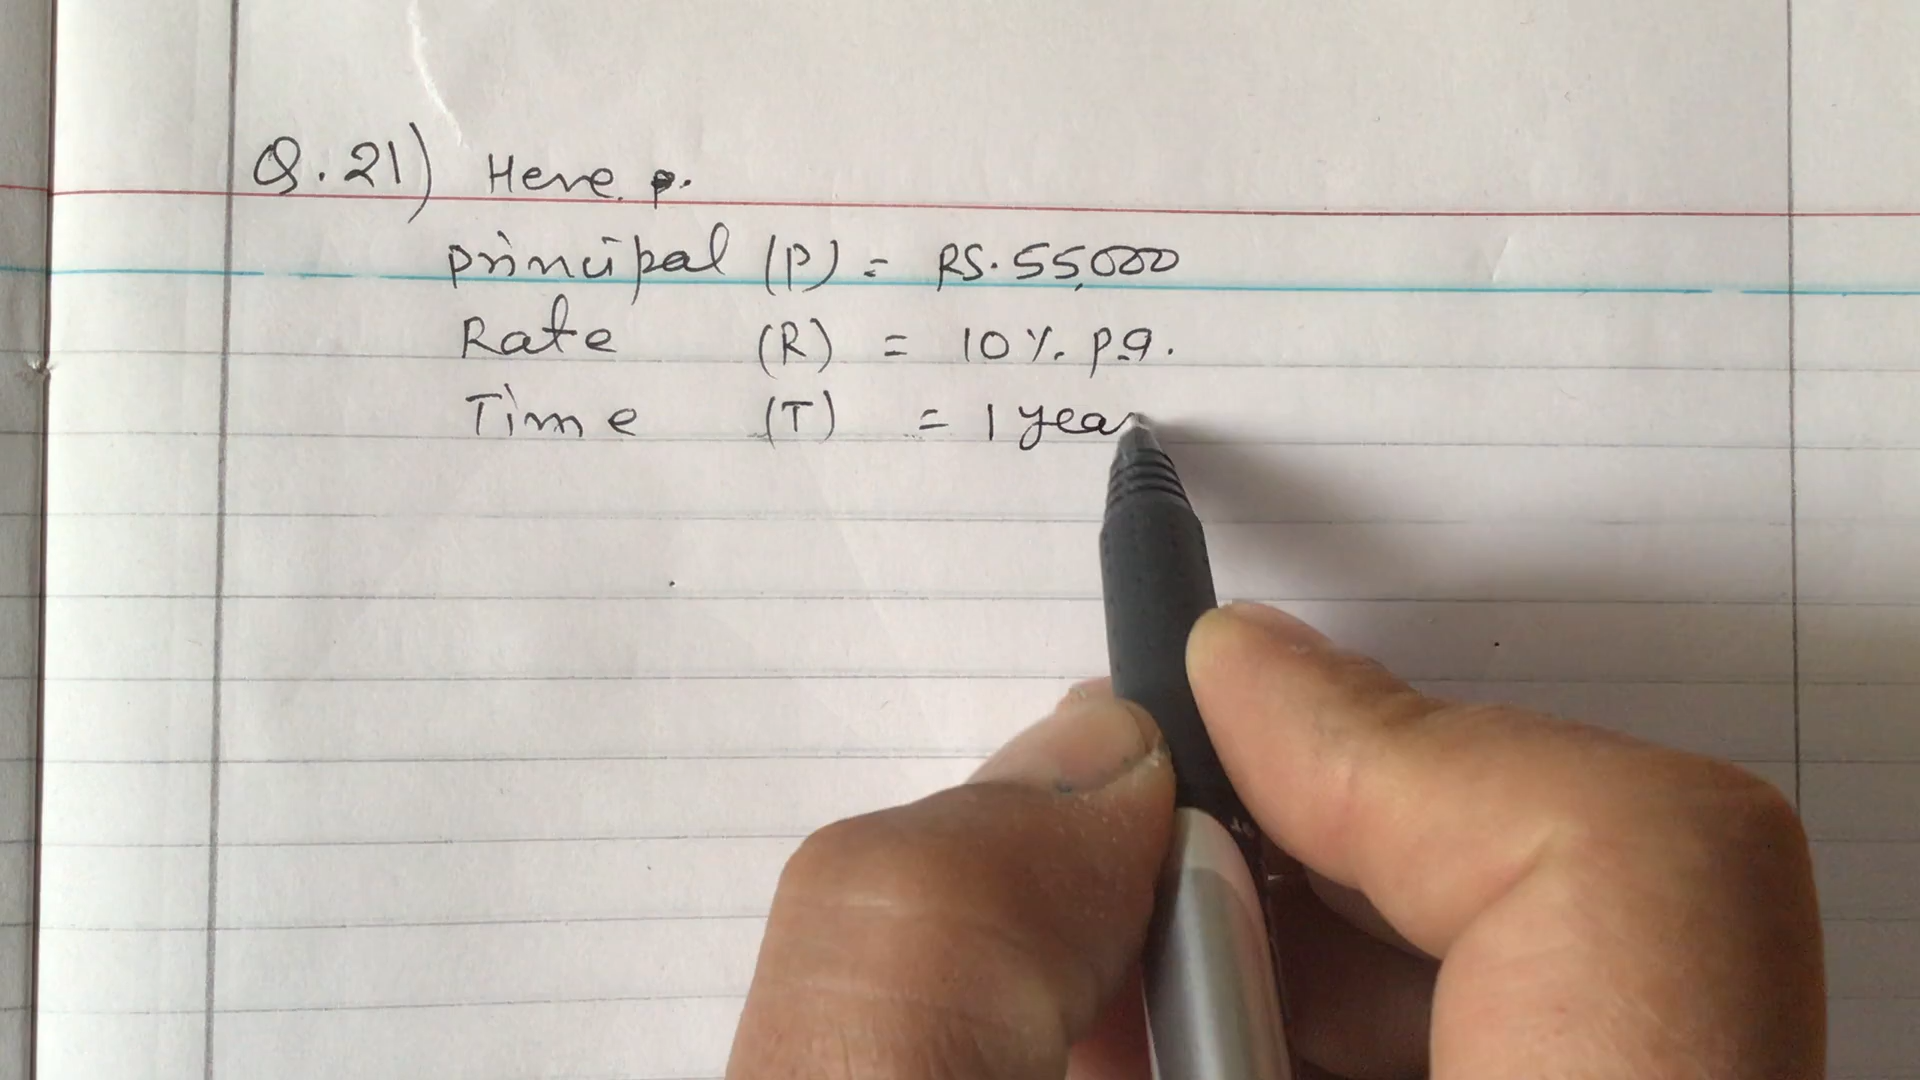 Q.21) Here
Principal (P) = RS. 55,000
Rate (R) = 10 %. p.a.
Time (T) = 1 year